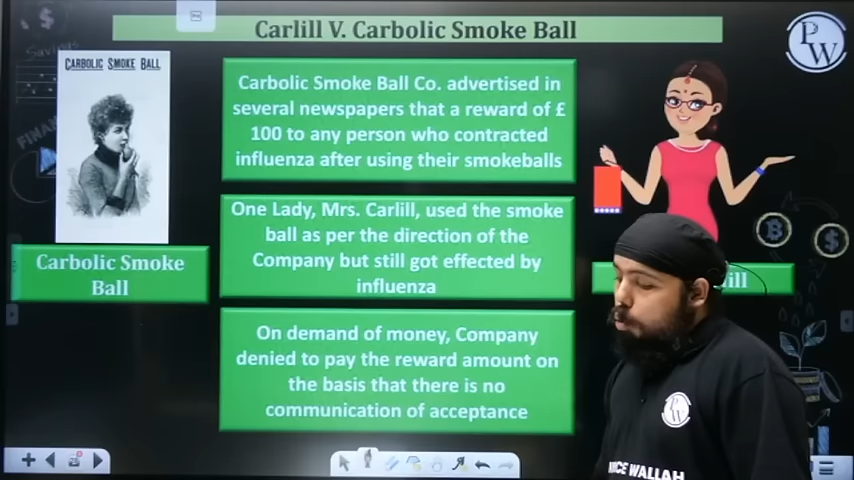 Carlill V. Carbolic Smoke Ball
PW
Savings
CARBOLIC SMOKE BALL
Carbolic Smoke Ball Co. advertised in
several newspapers that a reward of £
100 to any person who contracted
influenza after using their smokeballs
One Lady, Mrs. Carlill, used the smoke
ball as per the direction of the
Company but still got effected by
influenza
Carbolic Smoke
Ball
On demand of money, Company
denied to pay the reward amount on
the basis that there is no
communication of acceptance
PW